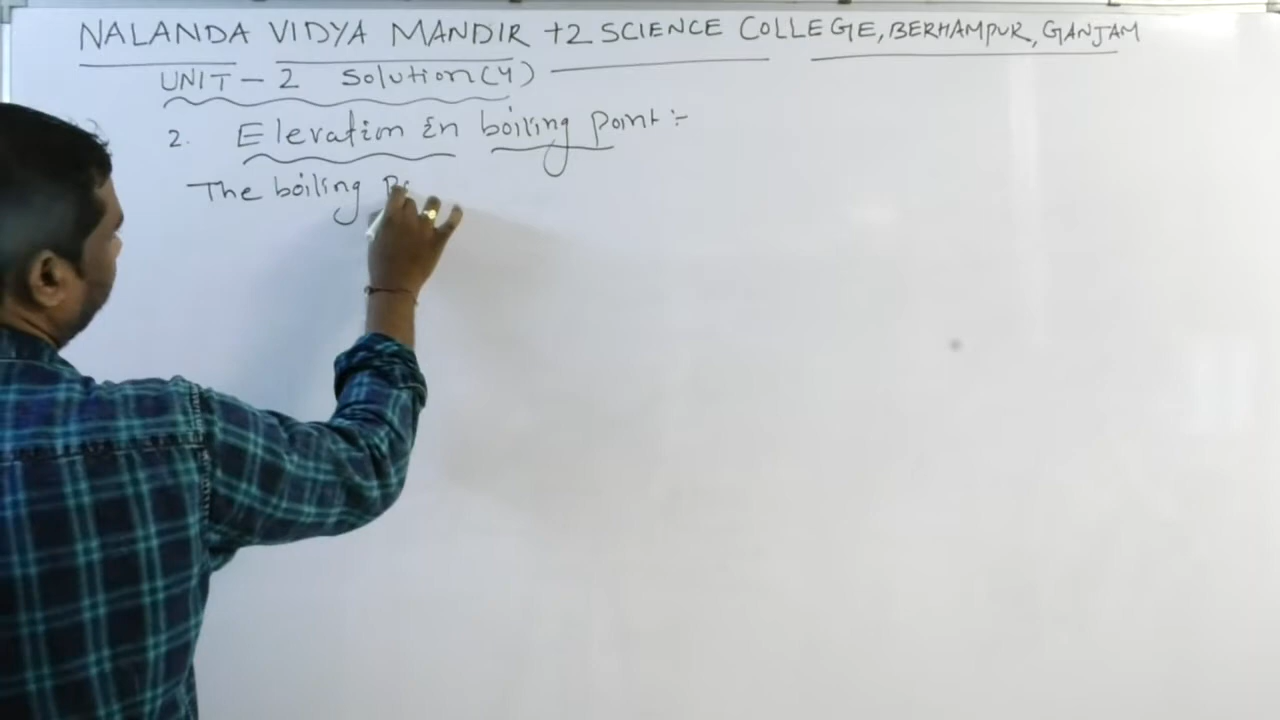 NALANDA VIDYA MANDIR +2 SCIENCE COLLEGE, BERHAMPUR, GANJAM
UNIT - 2 Solution(4)
2. Elevation in boiling point :-
The boiling